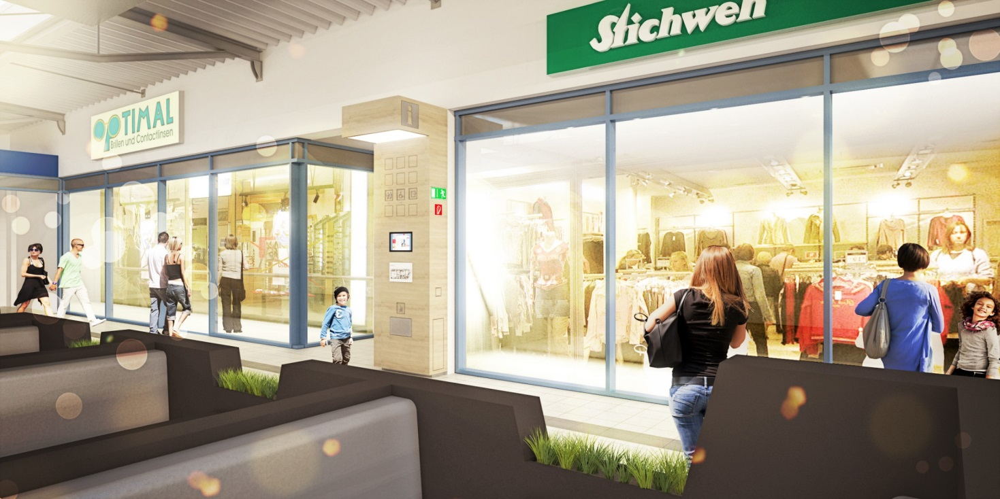 OPTIMAL
Brillen und Contactlinsen
i
Stichweh